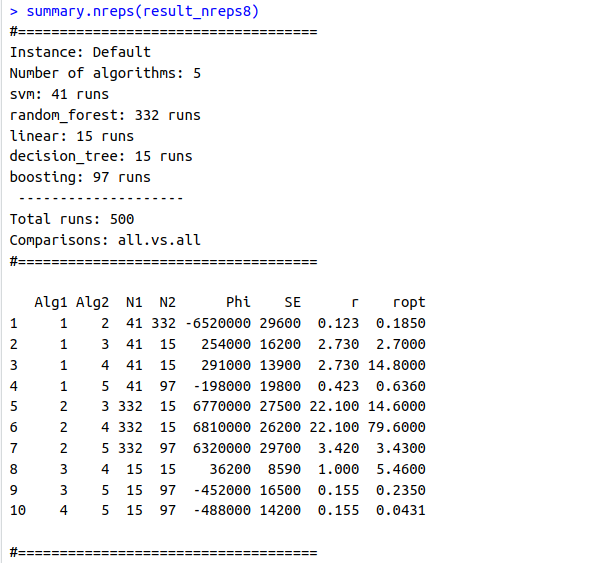 > summary.nreps(result_nreps8)
#====================================
Instance: Default
Number of algorithms: 5
svm: 41 runs
random_forest: 332 runs
linear: 15 runs
decision_tree: 15 runs
boosting: 97 runs
--------------------
Total runs: 500
Comparisons: all.vs.all
#====================================
Alg1 Alg2 N1 N2 Phi SE r ropt
1 1 2 41 332 -6520000 29600 0.123 0.1850
2 1 3 41 15 254000 16200 2.730 2.7000
3 1 4 41 15 291000 13900 2.730 14.8000
4 1 5 41 97 -198000 19800 0.423 0.6360
5 2 3 332 15 6770000 27500 22.100 14.6000
6 2 4 332 15 6810000 26200 22.100 79.6000
7 2 5 332 97 6320000 29700 3.420 3.4300
8 3 4 15 15 36200 8590 1.000 5.4600
9 3 5 15 97 -452000 16500 0.155 0.2350
10 4 5 15 97 -488000 14200 0.155 0.0431
#====================================